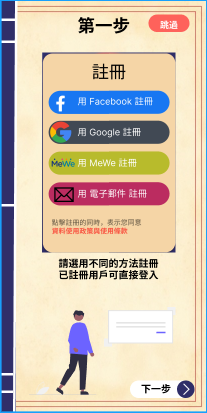 第一步
跳過
註冊
用 Facebook 註冊
用 Google 註冊
MeWe 用 MeWe 註冊
用 電子郵件 註冊
點擊註冊的同時，表示您同意
資料使用政策與使用條款
請選用不同的方法註冊
已註冊用戶可直接登入
下一步